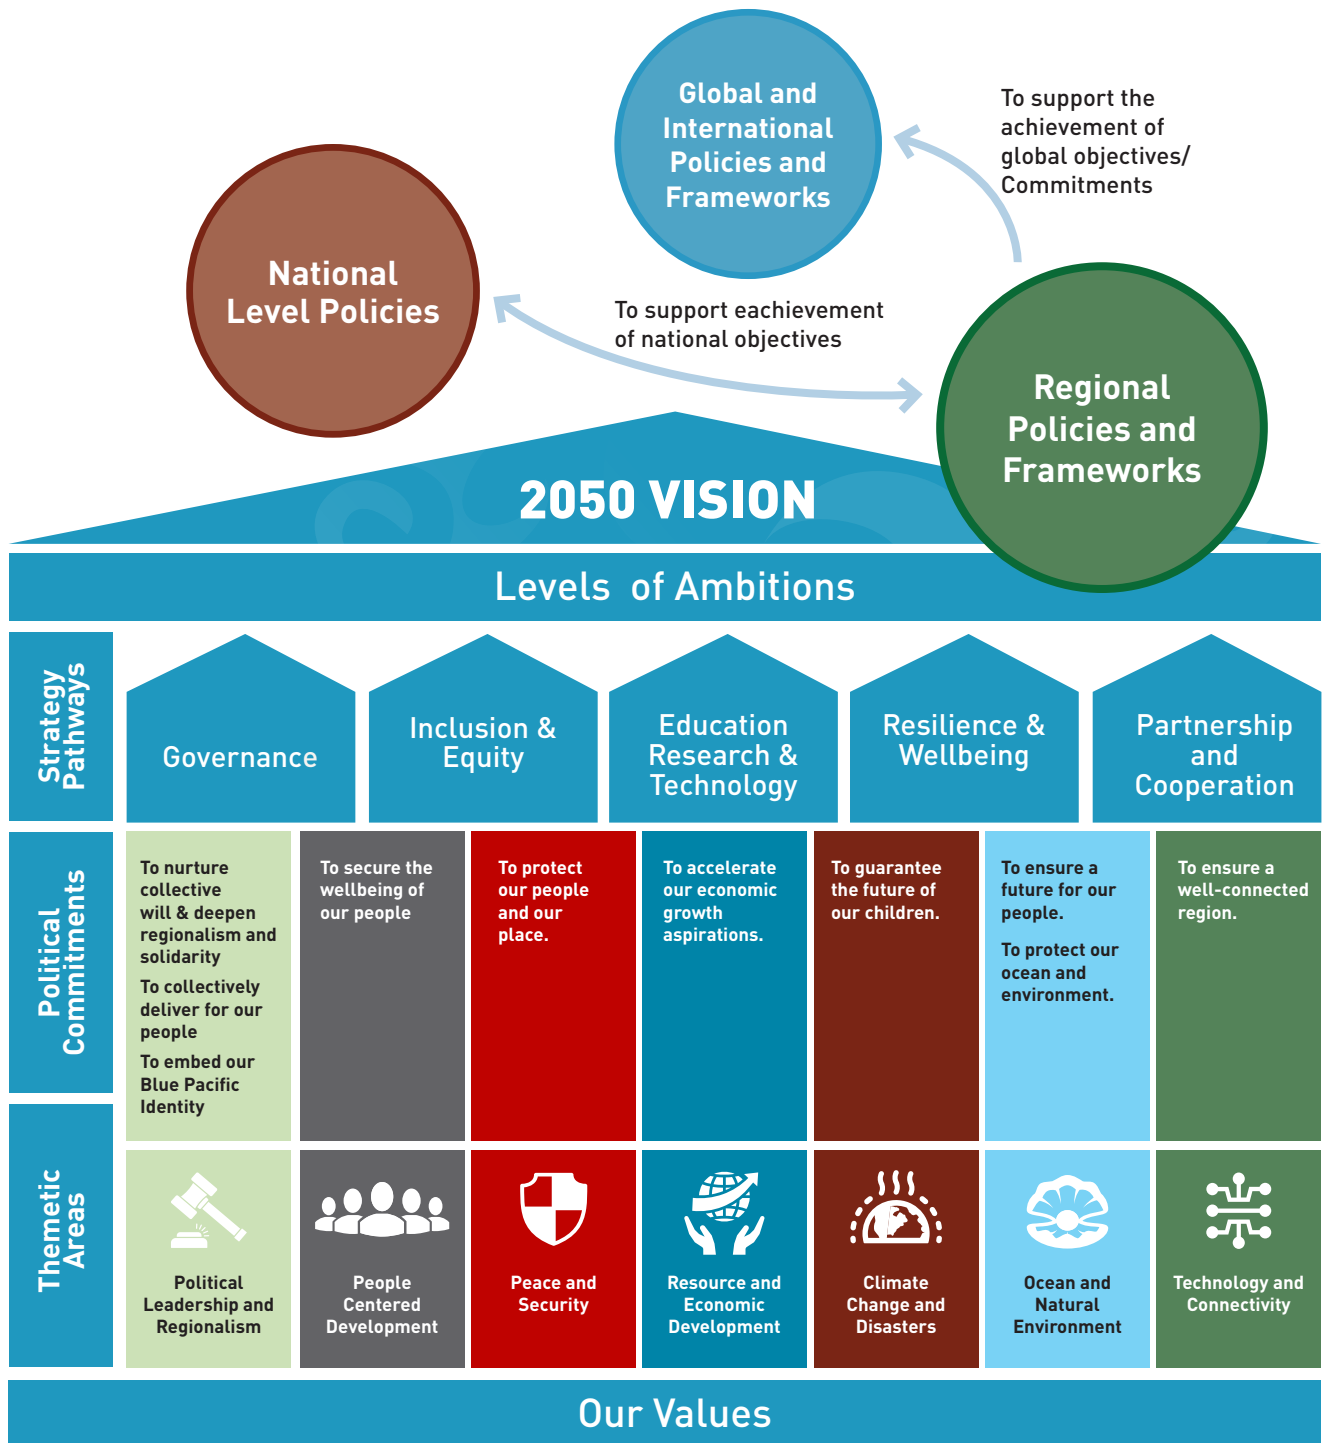 Global and
International
Policies and
Frameworks
To support the
achievement of
global objectives/
Commitments
National
Level Policies
To support eachievement
of national objectives
Regional
Policies and
Frameworks
2050 VISION
Levels of Ambitions
Strategy
Pathways
Governance
Inclusion &
Equity
Education
Research &
Technology
Resilience &
Wellbeing
Partnership
and
Cooperation
Political
Commitments
To nurture
collective
will & deepen
regionalism and
solidarity
To collectively
deliver for our
people
To embed our
Blue Pacific
Identity
To secure the
wellbeing of
our people
To protect
our people
and our
place.
To accelerate
our economic
growth
aspirations.
To guarantee
the future of
our children.
To ensure a
future for our
people.
To protect our
ocean and
environment.
To ensure a
well-connected
region.
Themetic
Areas
Political
Leadership and
Regionalism
People
Centered
Development
Peace and
Security
Resource and
Economic
Development
Climate
Change and
Disasters
Ocean and
Natural
Environment
Technology and
Connectivity
Our Values